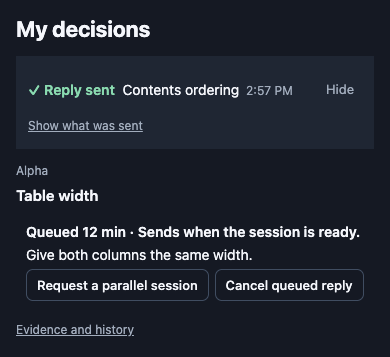 My decisions
✓ Reply sent Contents ordering 2:57 PM Hide
Show what was sent
Alpha
Table width
Queued 12 min · Sends when the session is ready.
Give both columns the same width.
Request a parallel session Cancel queued reply
Evidence and history